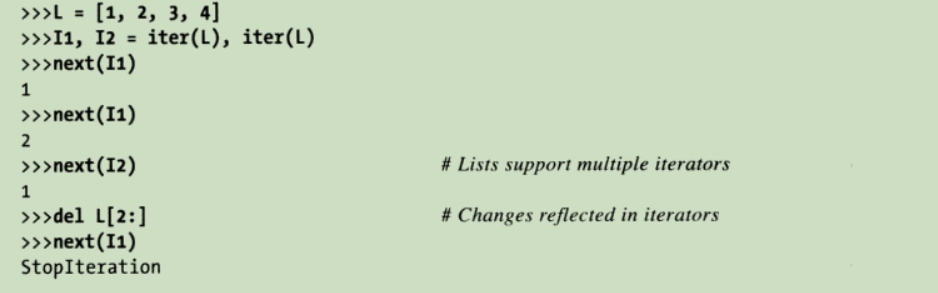 >>>L = [1, 2, 3, 4]
>>>I1, I2 = iter(L), iter(L)
>>>next(I1)
1
>>>next(I1)
2
>>>next(I2) # Lists support multiple iterators
1
>>>del L[2:] # Changes reflected in iterators
>>>next(I1)
StopIteration